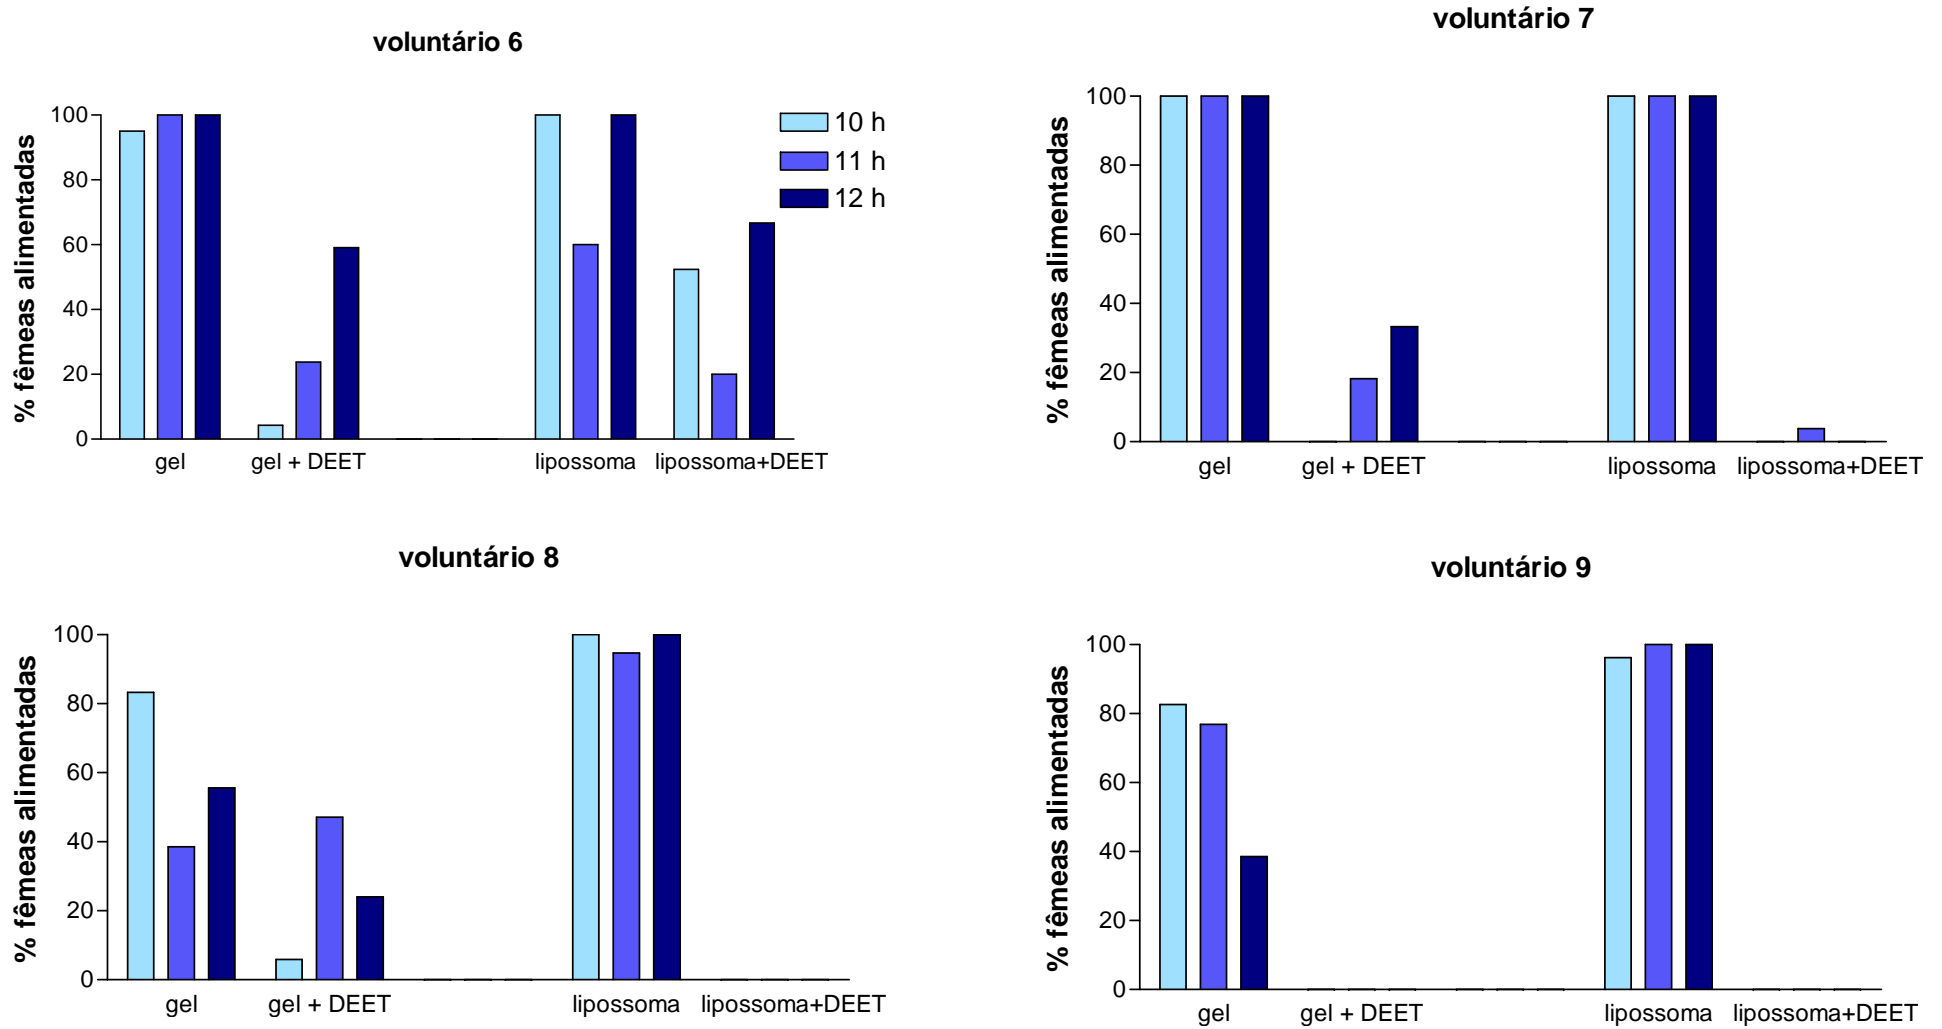 voluntário 6
% fêmeas alimentadas
100
80
60
40
20
0
gel
gel + DEET
lipossoma
lipossoma+DEET
10 h
11 h
12 h
voluntário 7
% fêmeas alimentadas
100
80
60
40
20
0
gel
gel + DEET
lipossoma
lipossoma+DEET
voluntário 8
% fêmeas alimentadas
100
80
60
40
20
0
gel
gel + DEET
lipossoma
lipossoma+DEET
voluntário 9
% fêmeas alimentadas
100
80
60
40
20
0
gel
gel + DEET
lipossoma
lipossoma+DEET